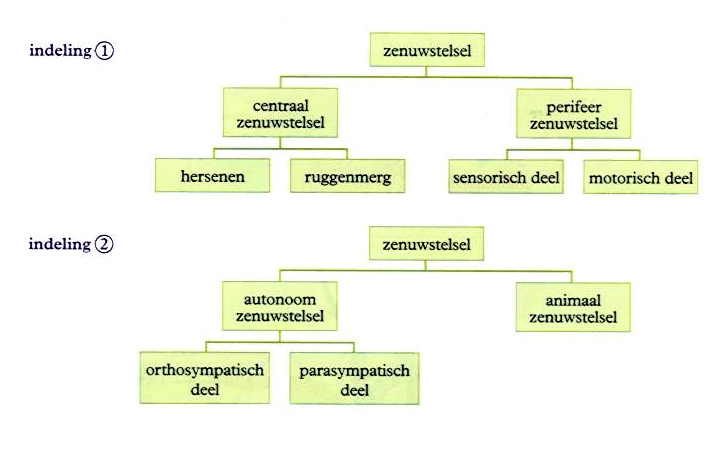 indeling ①
zenuwstelsel
centraal
zenuwstelsel
perifeer
zenuwstelsel
hersenen
ruggenmerg
sensorisch deel
motorisch deel
indeling ②
zenuwstelsel
autonoom
zenuwstelsel
animaal
zenuwstelsel
orthosympatisch
deel
parasympatisch
deel